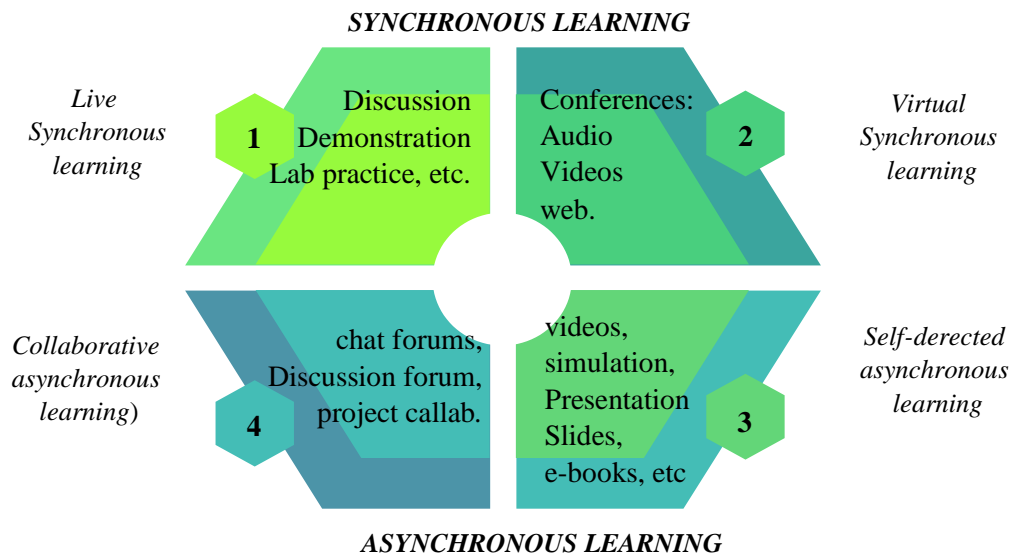 SYNCHRONOUS LEARNING
Live
Synchronous
learning
1
Discussion
Demonstration
Lab practice, etc.
Conferences:
Audio
Videos
web.
2
Virtual
Synchronous
learning
Collaborative
asynchronous
learning)
4
chat forums,
Discussion forum,
project callab.
videos,
simulation,
Presentation
Slides,
e-books, etc
3
Self-derected
asynchronous
learning
ASYNCHRONOUS LEARNING